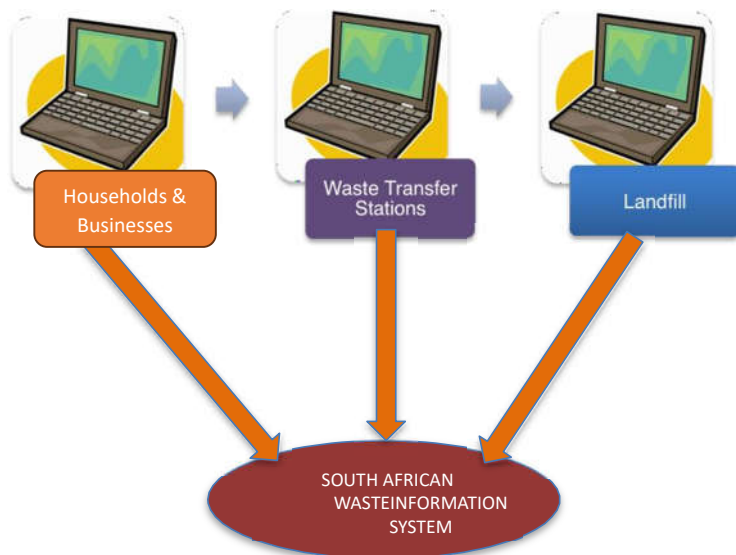 Households &
Businesses
Waste Transfer
Stations
Landfill
SOUTH AFRICAN
WASTEINFORMATION
SYSTEM